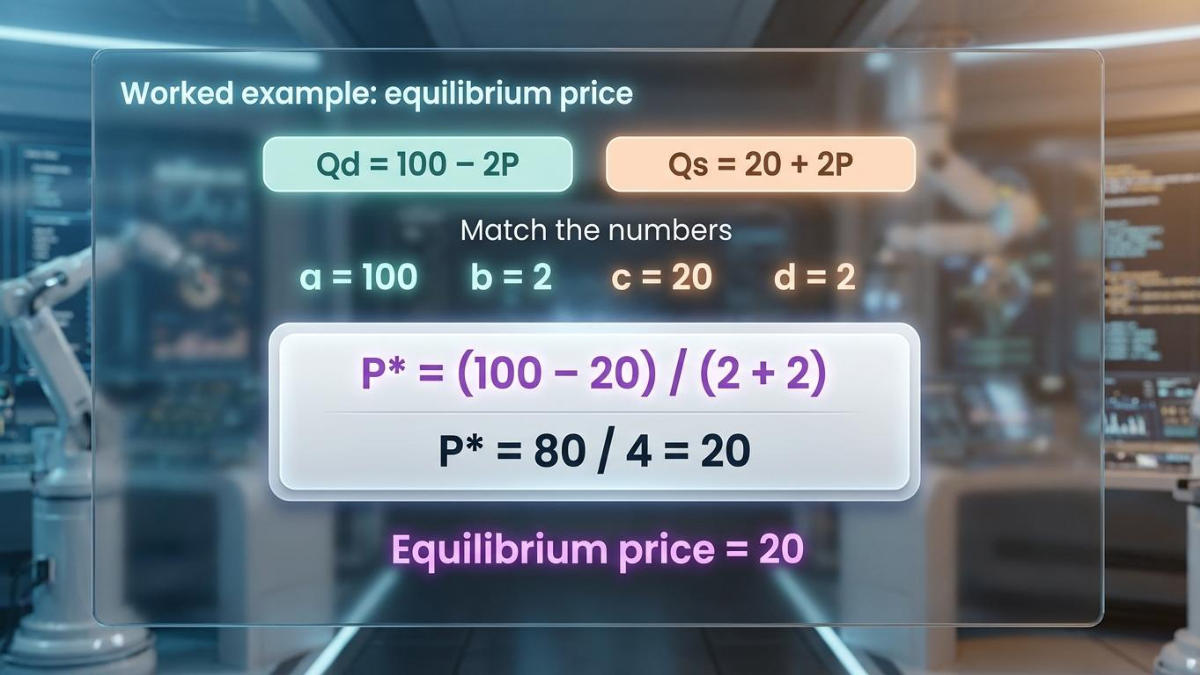 Worked example: equilibrium price
Qd = 100 – 2P
Qs = 20 + 2P
Match the numbers
a = 100 b = 2 c = 20 d = 2
P* = (100 – 20) / (2 + 2)
P* = 80 / 4 = 20
Equilibrium price = 20